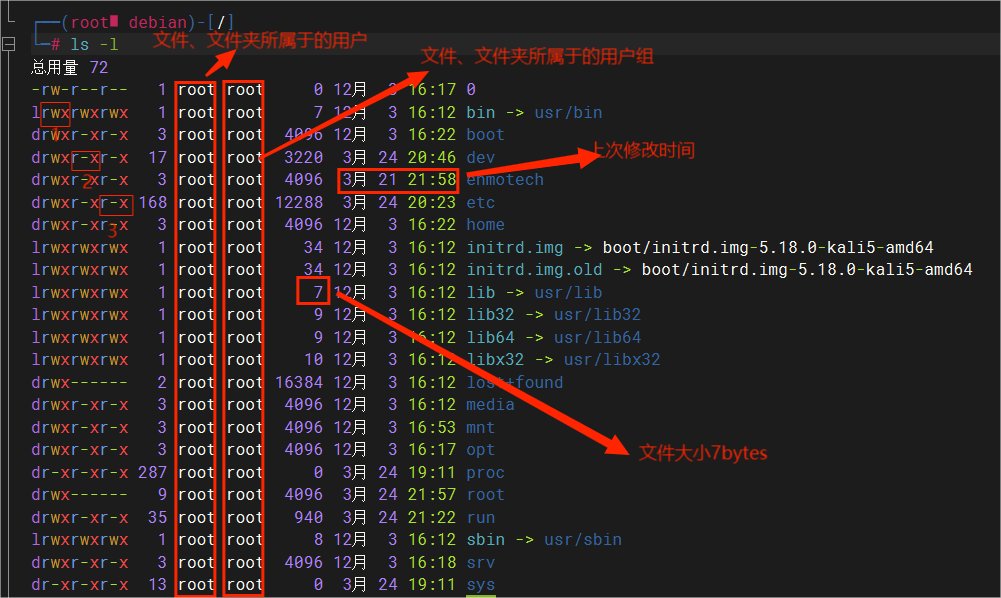 (root debian)-[/]
# ls -l
文件、文件夹所属于的用户
文件、文件夹所属于的用户组
总用量 72
-rw-r--r-- 1 root root 0 12月 3 16:17 0
lrwxrwxrwx 1 root root 7 12月 3 16:12 bin -> usr/bin
1
drwxr-xr-x 3 root root 4096 12月 3 16:22 boot
上次修改时间
drwxr-xr-x 17 root root 3220 3月 24 20:46 dev
drwxr-xr-x 3 root root 4096 3月 21 21:58 enmotech
2
drwxr-xr-x 168 root root 12288 3月 24 20:23 etc
drwxr-xr-x 3 root root 4096 12月 3 16:22 home
3
lrwxrwxrwx 1 root root 34 12月 3 16:12 initrd.img -> boot/initrd.img-5.18.0-kali5-amd64
lrwxrwxrwx 1 root root 34 12月 3 16:12 initrd.img.old -> boot/initrd.img-5.18.0-kali5-amd64
lrwxrwxrwx 1 root root 7 12月 3 16:12 lib -> usr/lib
lrwxrwxrwx 1 root root 9 12月 3 16:12 lib32 -> usr/lib32
lrwxrwxrwx 1 root root 9 12月 3 16:12 lib64 -> usr/lib64
lrwxrwxrwx 1 root root 10 12月 3 16:12 libx32 -> usr/libx32
drwx------ 2 root root 16384 12月 3 16:12 lost+found
drwxr-xr-x 3 root root 4096 12月 3 16:12 media
drwxr-xr-x 3 root root 4096 12月 3 16:53 mnt
drwxr-xr-x 3 root root 4096 12月 3 16:17 opt
文件大小7bytes
dr-xr-xr-x 287 root root 0 3月 24 19:11 proc
drwx------ 9 root root 4096 3月 24 21:57 root
drwxr-xr-x 35 root root 940 3月 24 21:22 run
lrwxrwxrwx 1 root root 8 12月 3 16:12 sbin -> usr/sbin
drwxr-xr-x 3 root root 4096 12月 3 16:18 srv
dr-xr-xr-x 13 root root 0 3月 24 19:11 sys